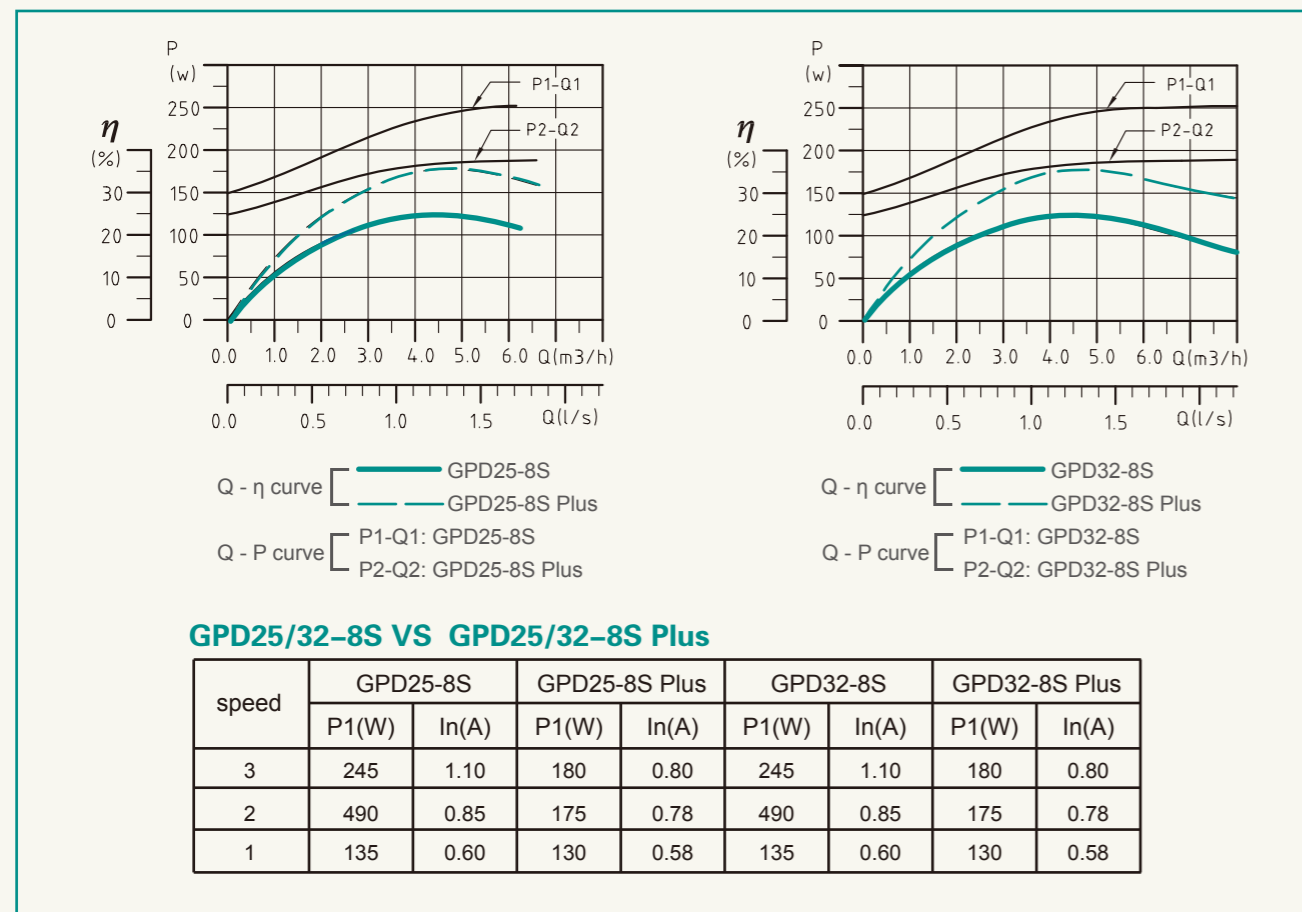 P
(w)
P1-Q1
250
η
P2-Q2
(%)
200
30
150
20
100
10
50
0
0
0.0 1.0 2.0 3.0 4.0 5.0 6.0 Q(m3/h)
0.0 0.5 1.0 1.5 Q(l/s)
Q - η curve
GPD25-8S
GPD25-8S Plus
Q - P curve
P1-Q1: GPD25-8S
P2-Q2: GPD25-8S Plus
P
(w)
P1-Q1
250
η
P2-Q2
(%)
200
30
150
20
100
10
50
0
0
0.0 1.0 2.0 3.0 4.0 5.0 6.0 Q(m3/h)
0.0 0.5 1.0 1.5 Q(l/s)
Q - η curve
GPD32-8S
GPD32-8S Plus
Q - P curve
P1-Q1: GPD32-8S
P2-Q2: GPD32-8S Plus
GPD25/32–8S VS GPD25/32–8S Plus
speed GPD25-8S GPD25-8S Plus GPD32-8S GPD32-8S Plus
P1(W) In(A) P1(W) In(A) P1(W) In(A) P1(W) In(A)
3 245 1.10 180 0.80 245 1.10 180 0.80
2 490 0.85 175 0.78 490 0.85 175 0.78
1 135 0.60 130 0.58 135 0.60 130 0.58